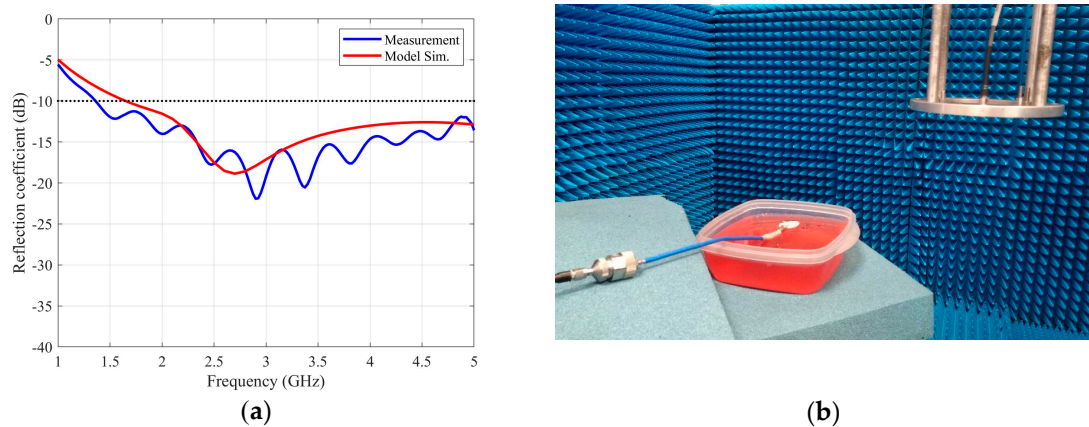 0
-5
-10
-15
-20
-25
-30
-35
-40
Reflection coefficient (dB)
Measurement
Model Sim.
1 1.5 2 2.5 3 3.5 4 4.5 5
Frequency (GHz)
(a)
(b)